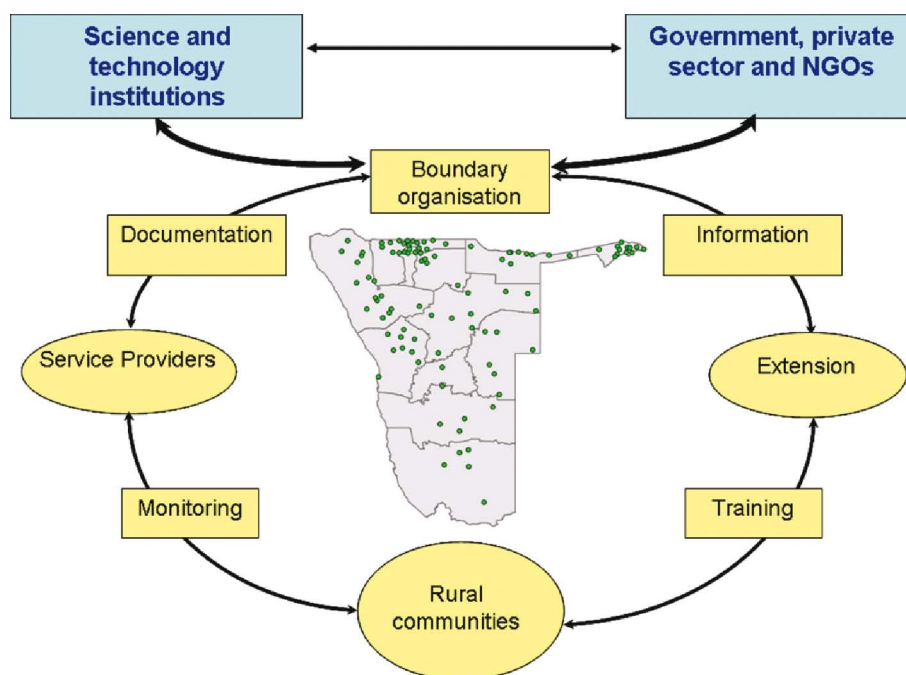 Science and
technology
institutions
Government, private
sector and NGOs
Boundary
organisation
Documentation
Information
Service Providers
Extension
Monitoring
Training
Rural
communities